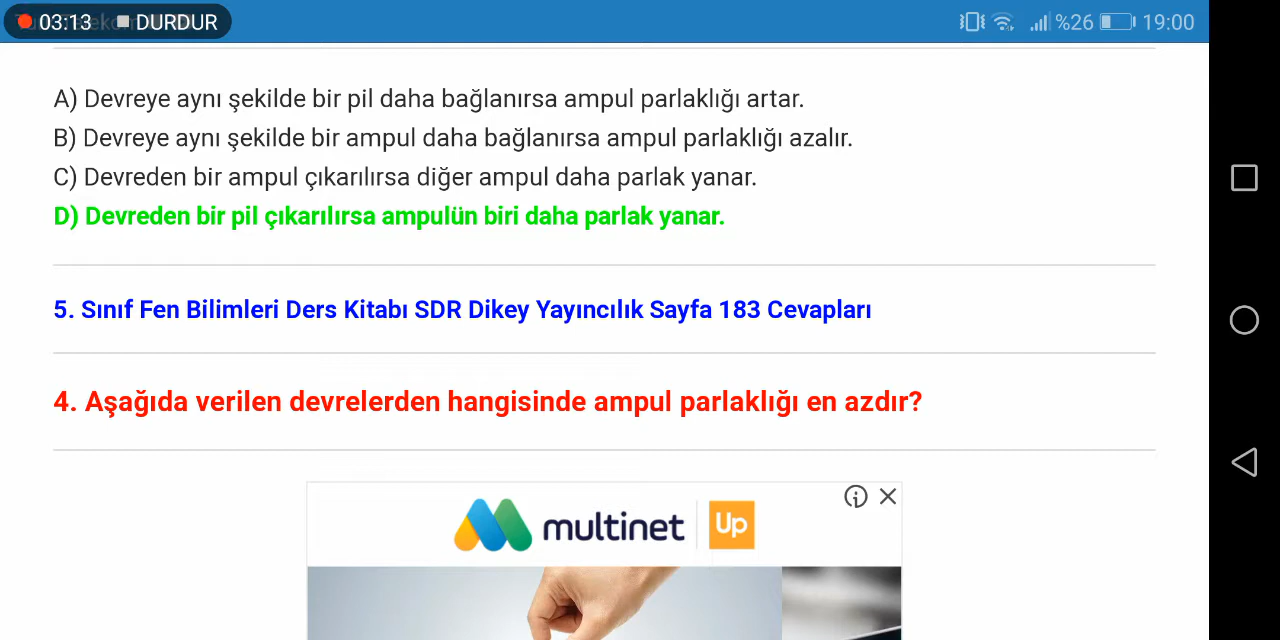 03:13 DURDUR %26 19:00
A) Devreye aynı şekilde bir pil daha bağlanırsa ampul parlaklığı artar.
B) Devreye aynı şekilde bir ampul daha bağlanırsa ampul parlaklığı azalır.
C) Devreden bir ampul çıkarılırsa diğer ampul daha parlak yanar.
D) Devreden bir pil çıkarılırsa ampulün biri daha parlak yanar.
5. Sınıf Fen Bilimleri Ders Kitabı SDR Dikey Yayıncılık Sayfa 183 Cevapları
4. Aşağıda verilen devrelerden hangisinde ampul parlaklığı en azdır?
multinet Up